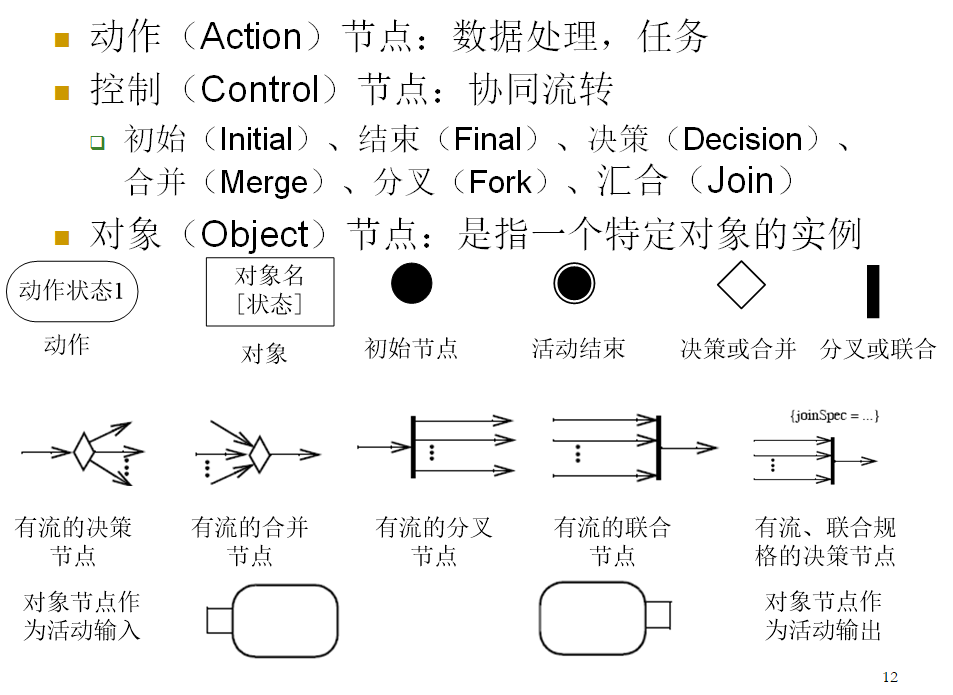 动作（Action）节点：数据处理，任务
控制（Control）节点：协同流转
初始（Initial）、结束（Final）、决策（Decision）、
合并（Merge）、分叉（Fork）、汇合（Join）
对象（Object）节点：是指一个特定对象的实例
动作状态1
对象名
［状态］
动作
对象
初始节点
活动结束
决策或合并
分叉或联合
{joinSpec = ...}
有流的决策
节点
有流的合并
节点
有流的分叉
节点
有流的联合
节点
有流、联合规
格的决策节点
对象节点作
为活动输入
对象节点作
为活动输出
12